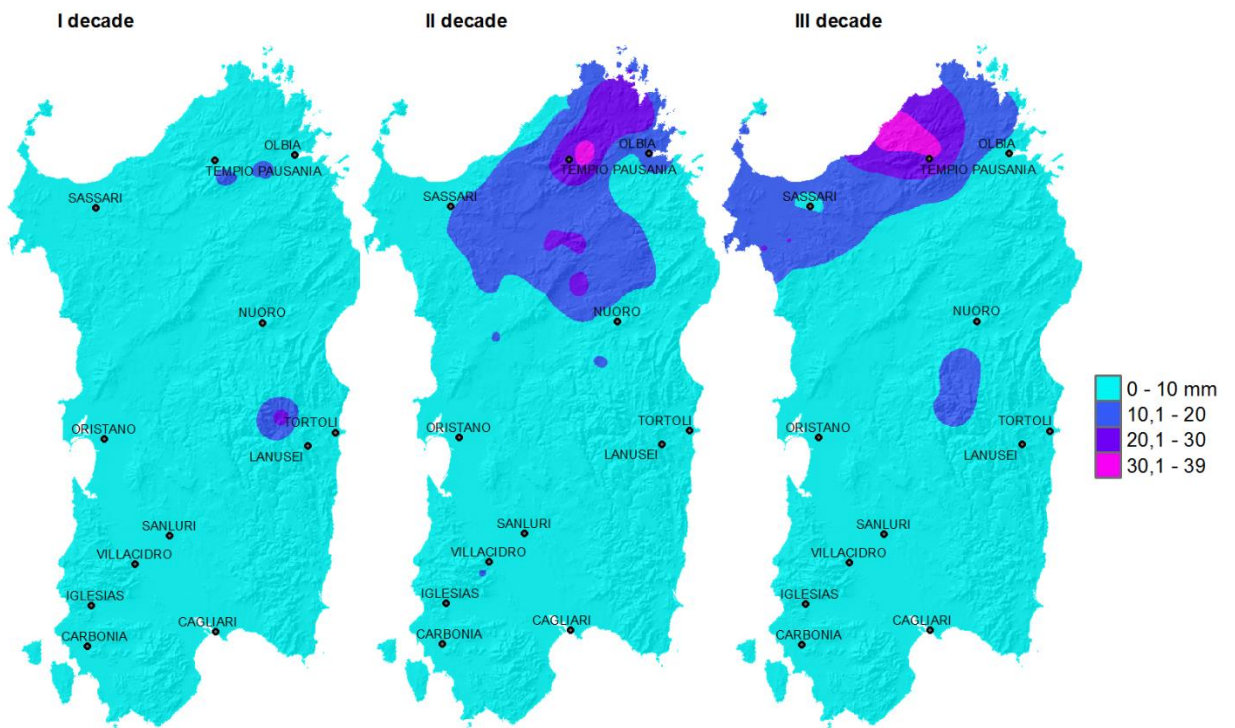 I decade
II decade
III decade
OLBIA
TEMPIO PAUSANIA
SASSARI
NUORO
ORISTANO
TORTOLI
LANUSEI
SANLURI
VILLACIDRO
IGLESIAS
CARBONIA
CAGLIARI
OLBIA
TEMPIO PAUSANIA
SASSARI
NUORO
ORISTANO
TORTOLI
LANUSEI
SANLURI
VILLACIDRO
IGLESIAS
CARBONIA
CAGLIARI
OLBIA
TEMPIO PAUSANIA
SASSARI
NUORO
ORISTANO
TORTOLI
LANUSEI
SANLURI
VILLACIDRO
IGLESIAS
CARBONIA
CAGLIARI
0 - 10 mm
10,1 - 20
20,1 - 30
30,1 - 39